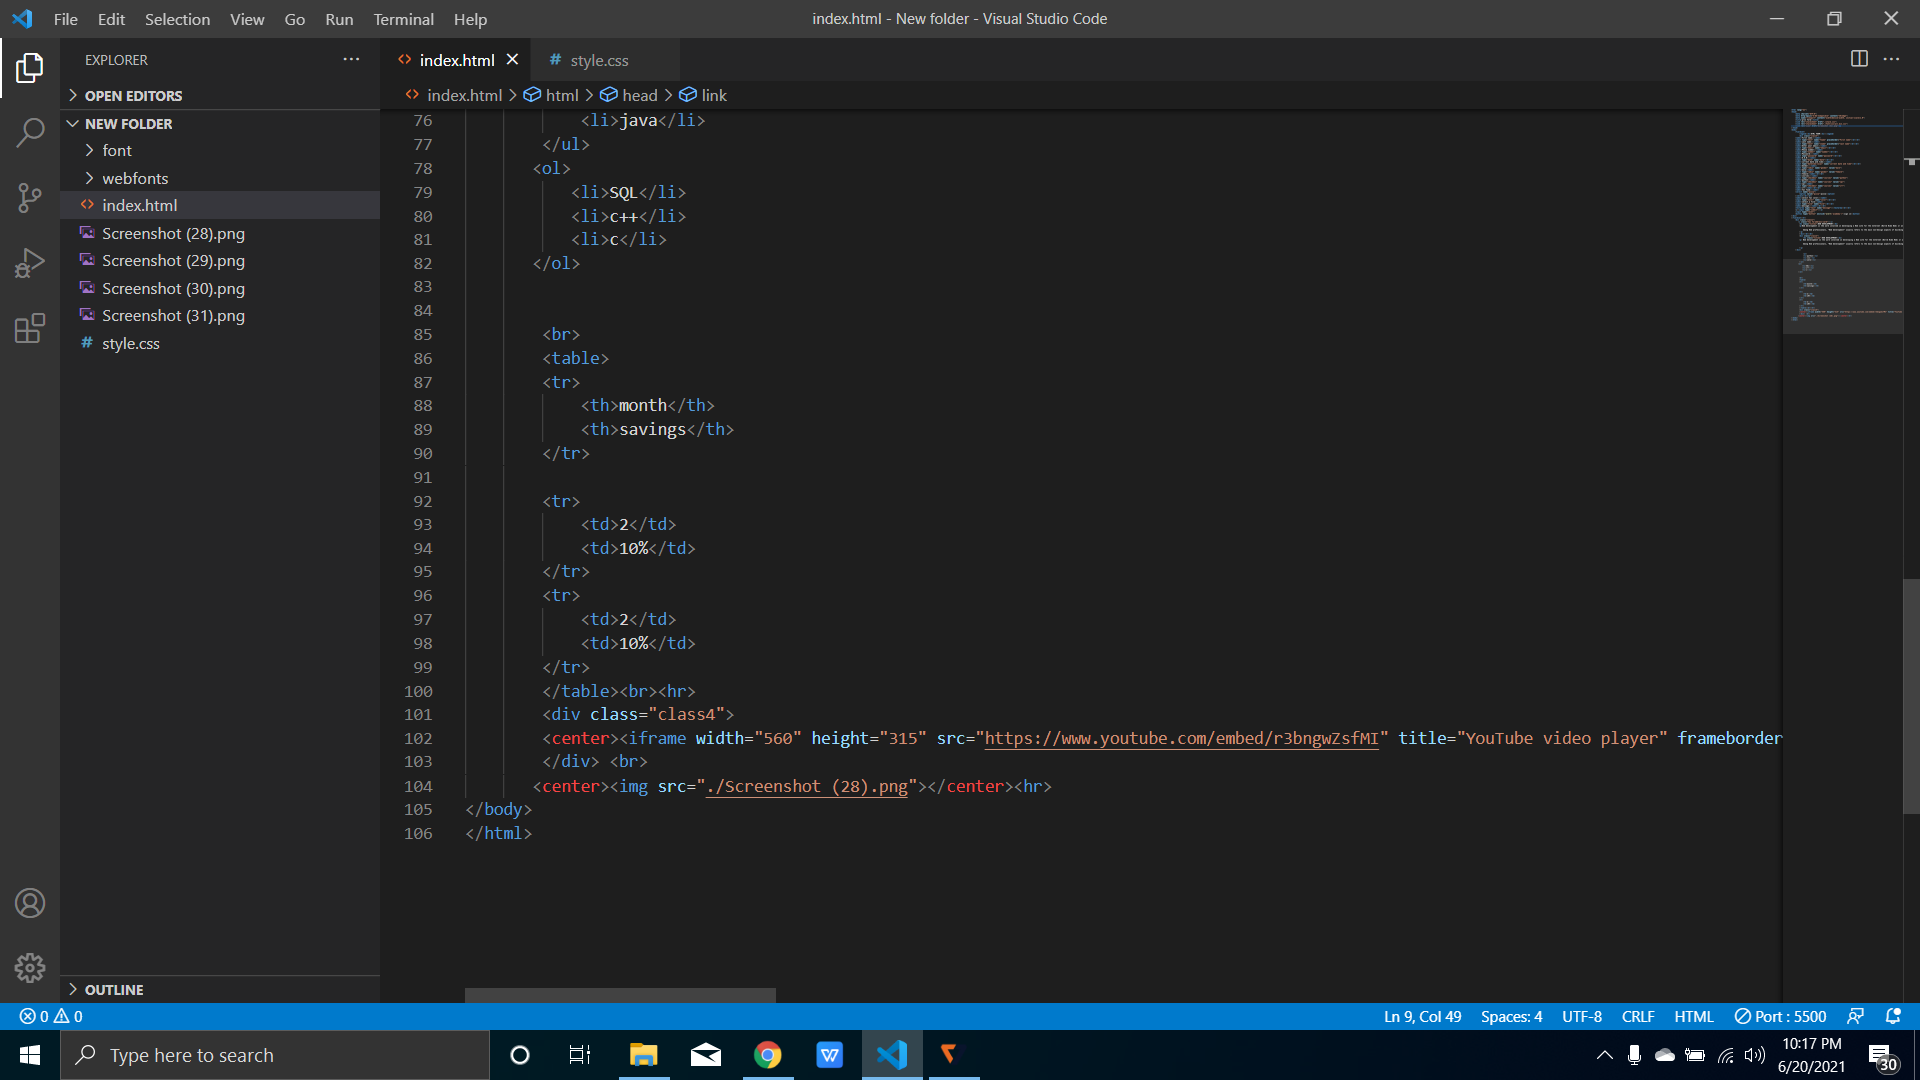 File Edit Selection View Go Run Terminal Help
index.html - New folder - Visual Studio Code
EXPLORER
OPEN EDITORS
NEW FOLDER
font
webfonts
index.html
Screenshot (28).png
Screenshot (29).png
Screenshot (30).png
Screenshot (31).png
style.css
OUTLINE
index.html
style.css
index.html > html > head > link
76 <li>java</li>
77 </ul>
78 <ol>
79 <li>SQL</li>
80 <li>c++</li>
81 <li>c</li>
82 </ol>
83
84
85 <br>
86 <table>
87 <tr>
88 <th>month</th>
89 <th>savings</th>
90 </tr>
91
92 <tr>
93 <td>2</td>
94 <td>10%</td>
95 </tr>
96 <tr>
97 <td>2</td>
98 <td>10%</td>
99 </tr>
100 </table><br><hr>
101 <div class="class4">
102 <center><iframe width="560" height="315" src="https://www.youtube.com/embed/r3bngwZsfMI" title="YouTube video player" frameborder
103 </div> <br>
104 <center><img src="./Screenshot (28).png"></center><hr>
105 </body>
106 </html>
0 0
Ln 9, Col 49 Spaces: 4 UTF-8 CRLF HTML Port : 5500
Type here to search
W
10:17 PM
6/20/2021
30